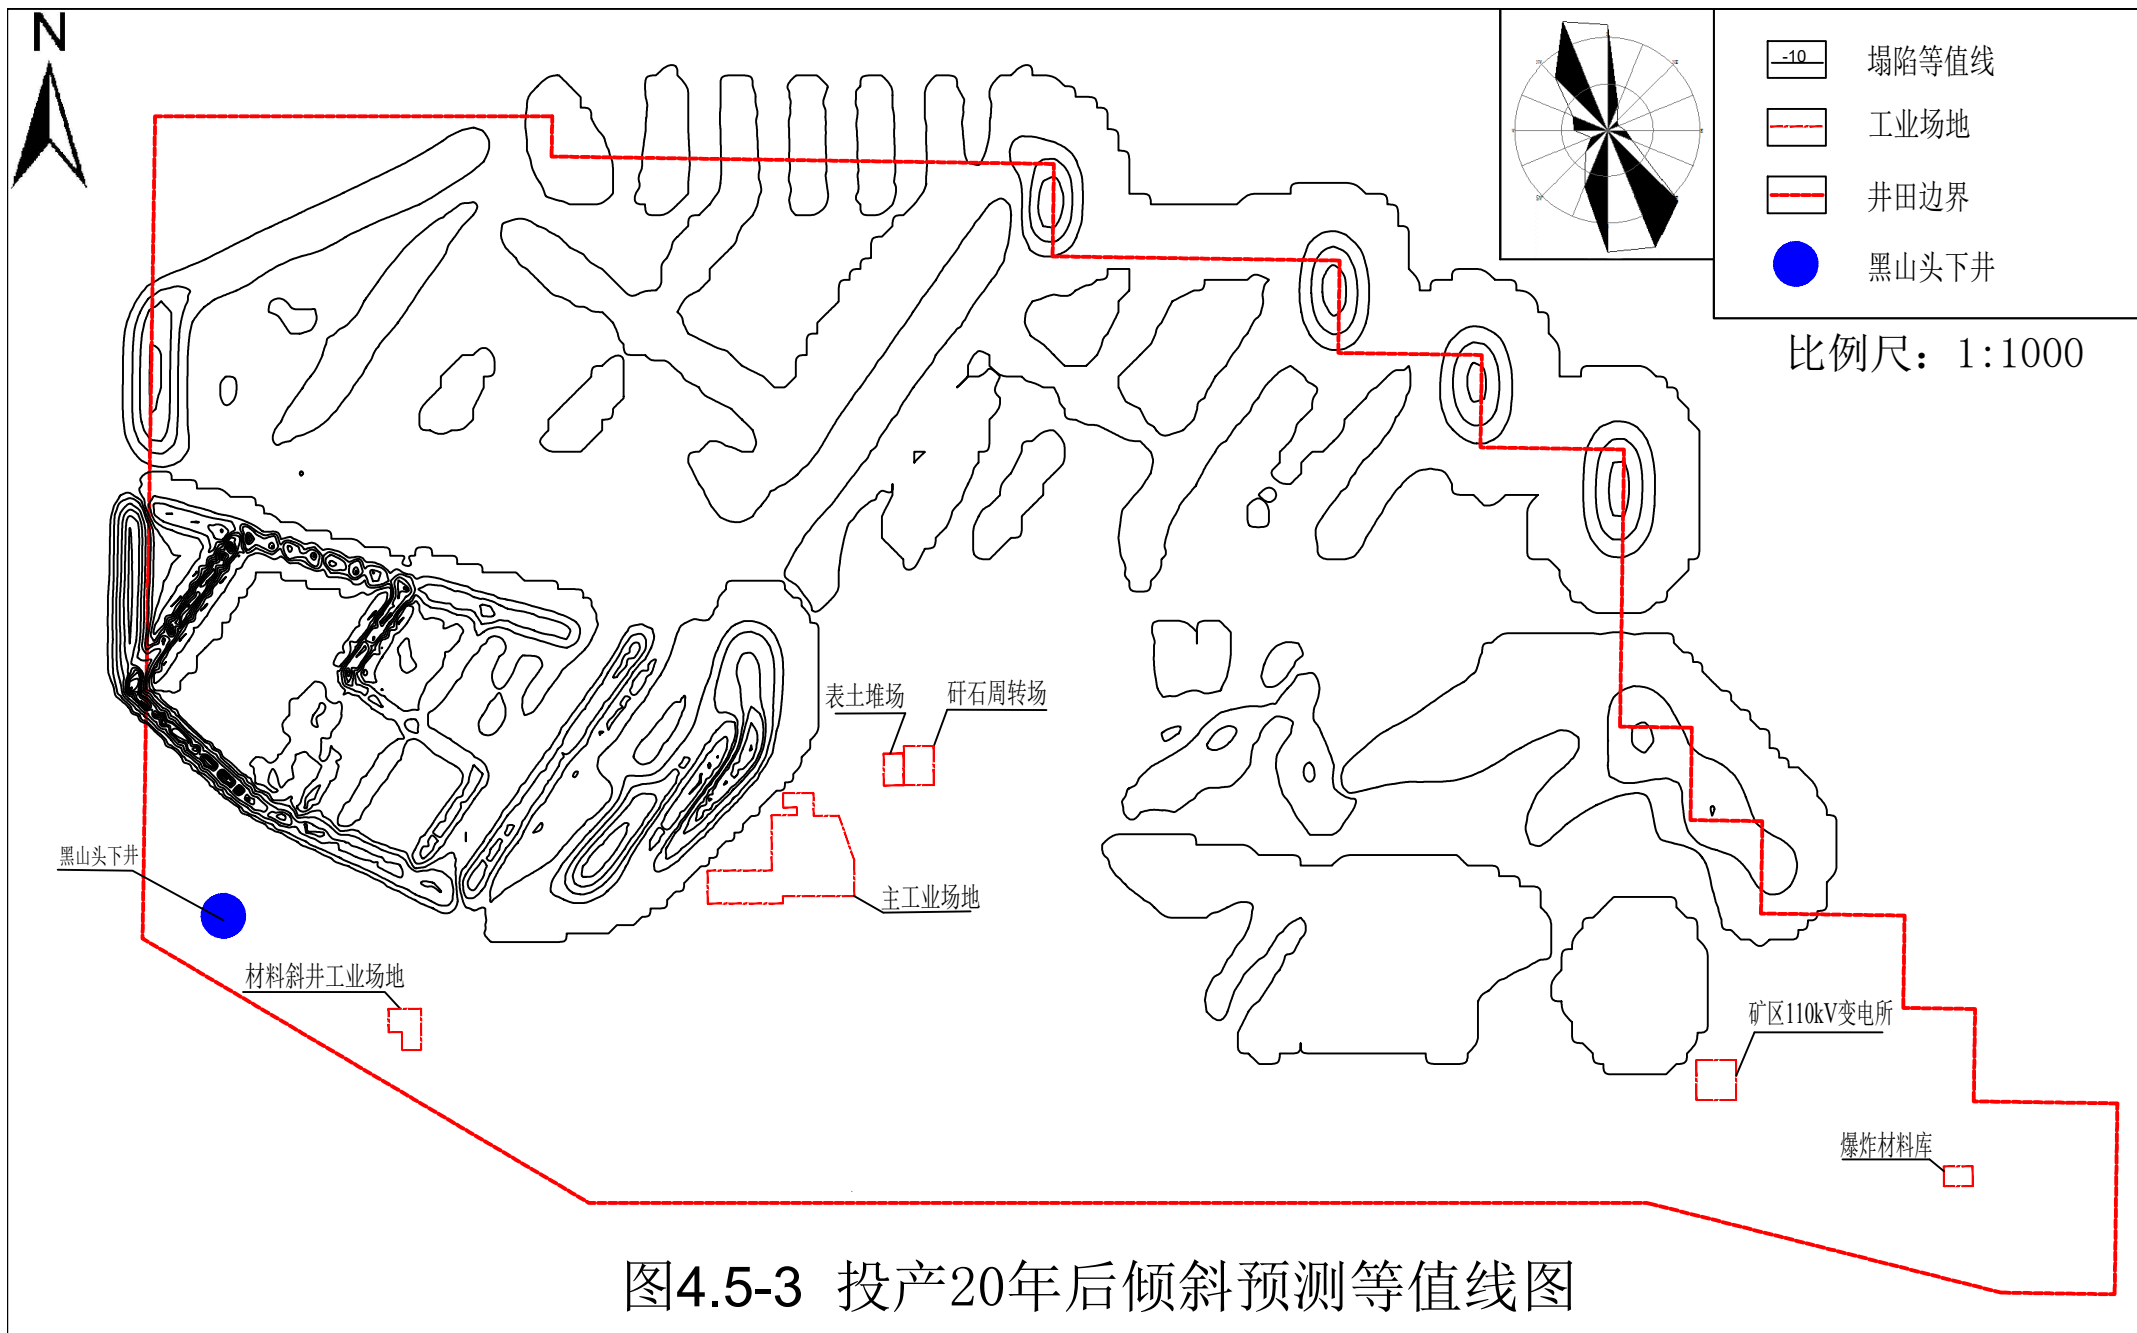 N
-10
塌陷等值线
工业场地
井田边界
黑山头下井
比例尺：1:1000
表土堆场
矸石周转场
黑山头下井
主工业场地
材料斜井工业场地
矿区110kV变电所
爆炸材料库
图4.5-3 投产20年后倾斜预测等值线图